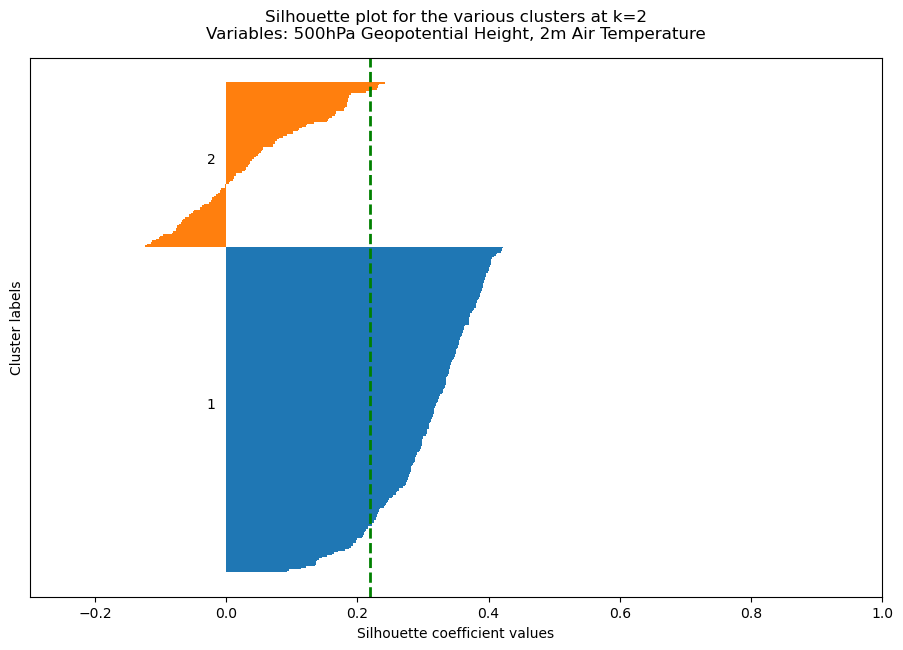 Silhouette plot for the various clusters at k=2
Variables: 500hPa Geopotential Height, 2m Air Temperature
2
1
Cluster labels
−0.2 0.0 0.2 0.4 0.6 0.8 1.0
Silhouette coefficient values